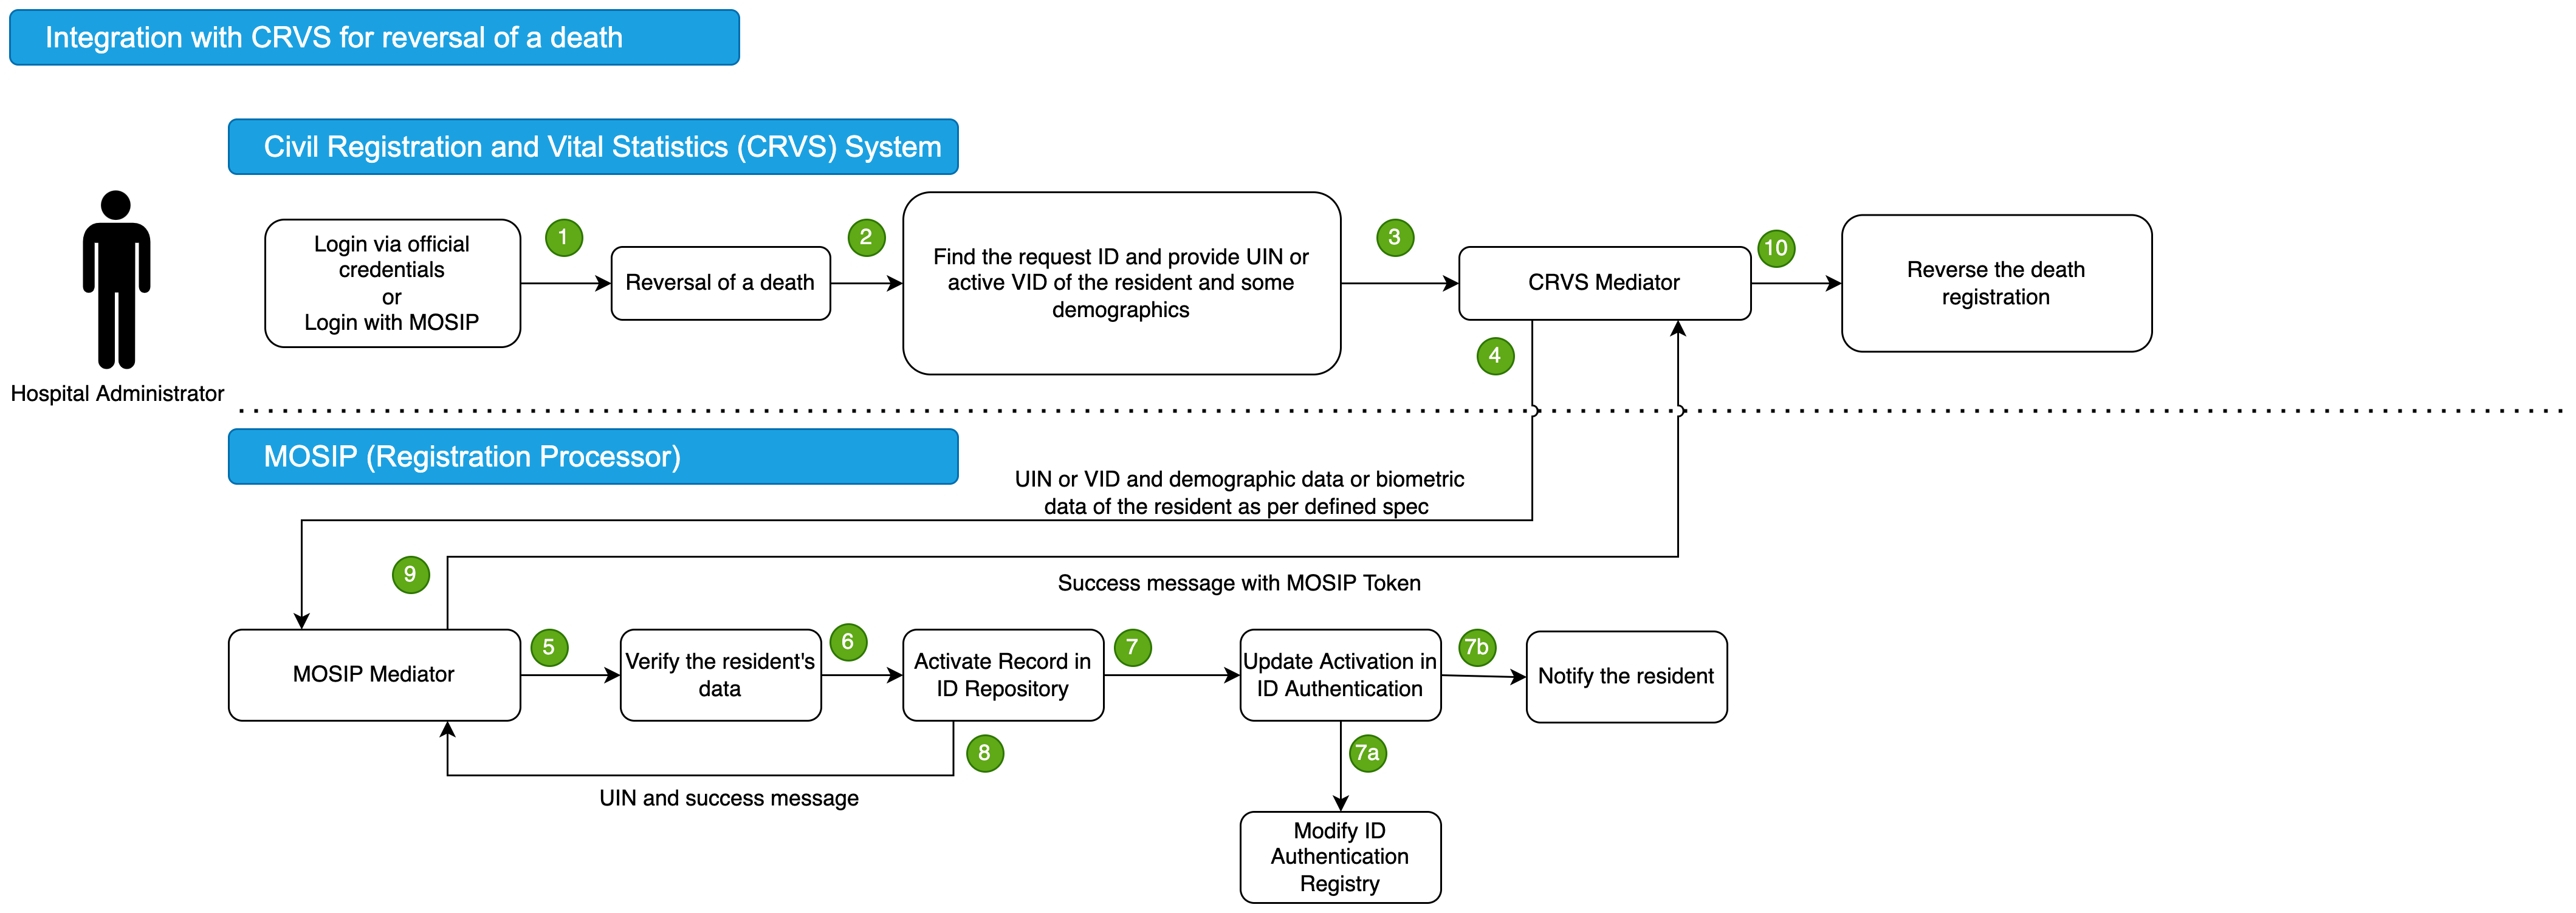 Integration with CRVS for reversal of a death
Civil Registration and Vital Statistics (CRVS) System
Hospital Administrator
Login via official
credentials
or
Login with MOSIP
1
Reversal of a death
2
Find the request ID and provide UIN or
active VID of the resident and some
demographics
3
CRVS Mediator
10
Reverse the death
registration
4
MOSIP (Registration Processor)
UIN or VID and demographic data or biometric
data of the resident as per defined spec
9
Success message with MOSIP Token
MOSIP Mediator
5
Verify the resident's
data
6
Activate Record in
ID Repository
7
Update Activation in
ID Authentication
7b
Notify the resident
8
UIN and success message
7a
Modify ID
Authentication
Registry